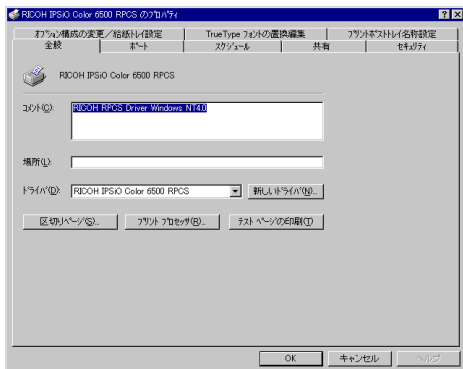 RICOH IPSiO Color 6500 RPCS のﾌﾟﾛﾊﾟﾃｨ
ｵﾌﾟｼｮﾝ構成の変更／給紙ﾄﾚｲ設定 TrueType ﾌｫﾝﾄの置換編集 ﾌﾟﾘﾝﾄﾎﾟｽﾄﾄﾚｲ名称設定
全般 ﾎﾟｰﾄ ｽｹｼﾞｭｰﾙ 共有 ｾｷｭﾘﾃｨ
RICOH IPSiO Color 6500 RPCS
ｺﾒﾝﾄ(C):
RICOH RPCS Driver Windows NT4.0
場所(L):
ﾄﾞﾗｲﾊﾞ(D): RICOH IPSiO Color 6500 RPCS 新しいﾄﾞﾗｲﾊﾞ(N)...
区切りﾍﾟｰｼﾞ(S)... ﾌﾟﾘﾝﾄ ﾌﾟﾛｾｯｻ(R)... ﾃｽﾄ ﾍﾟｰｼﾞの印刷(T)
OK ｷｬﾝｾﾙ ﾍﾙﾌﾟ